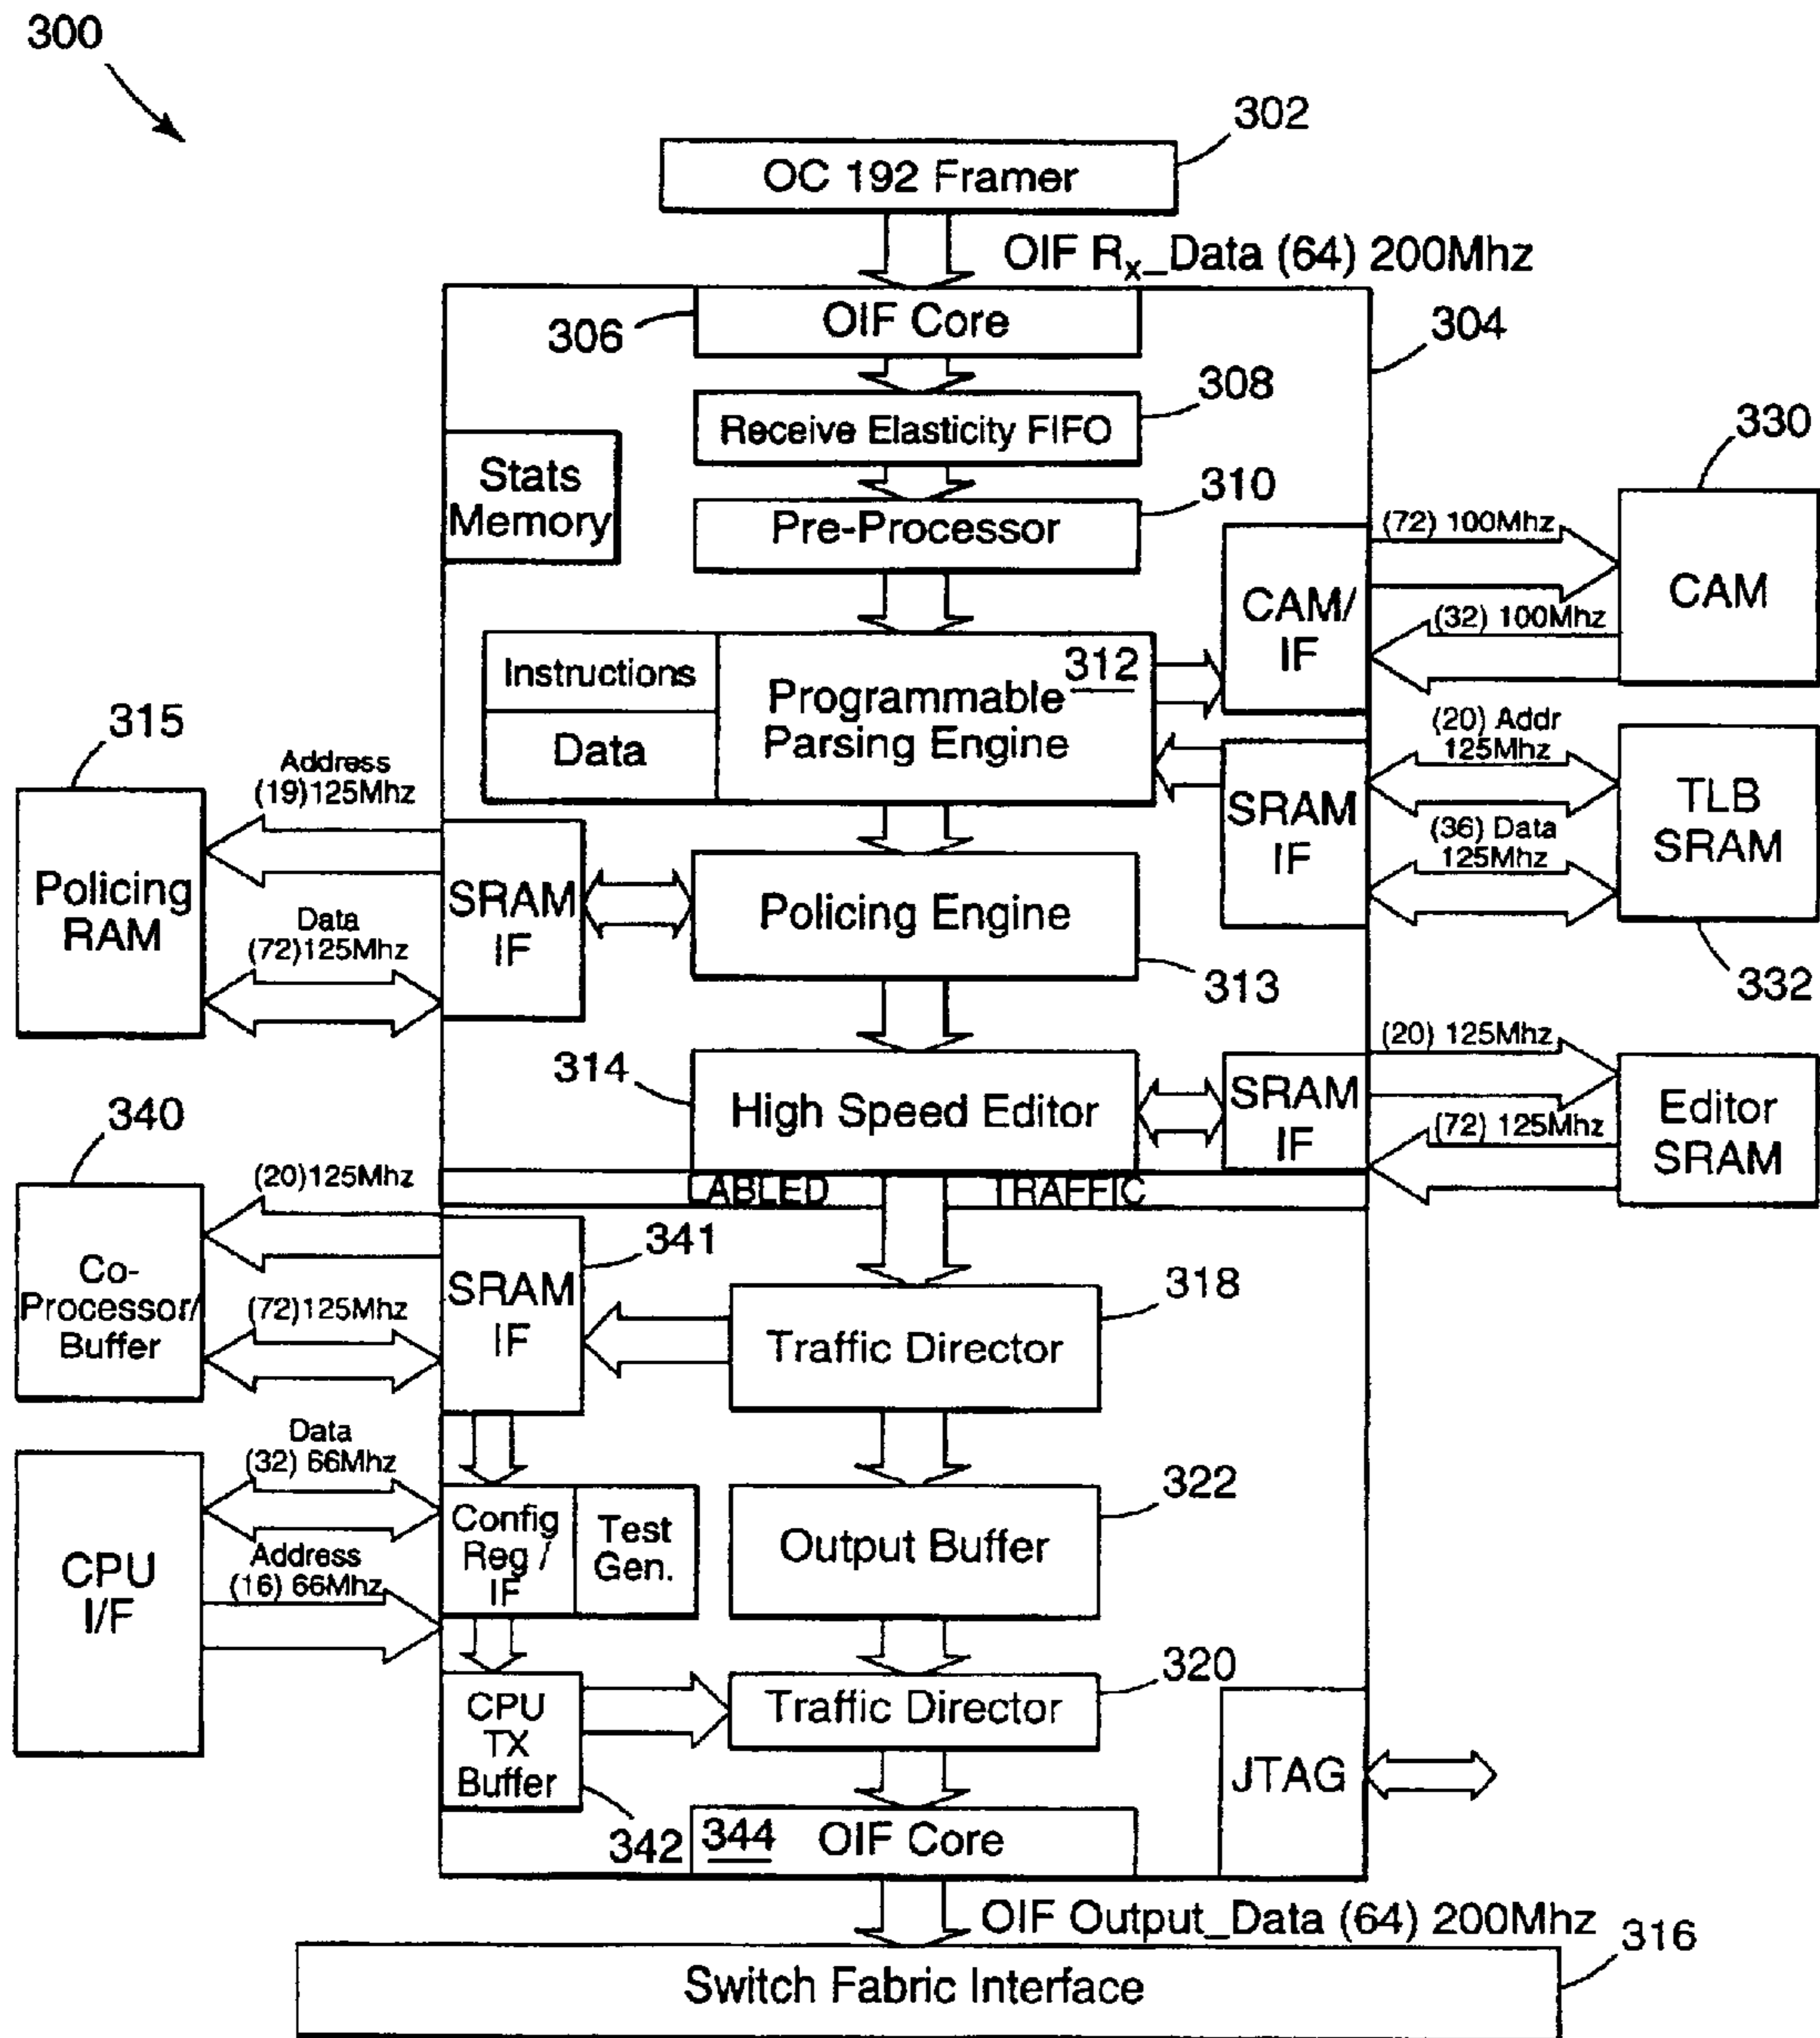 300
302
OC 192 Framer
OIF Rx_Data (64) 200Mhz
306
OIF Core
304
308
Receive Elasticity FIFO
Stats
Memory
310
Pre-Processor
330
(72) 100Mhz
CAM/
IF
CAM
(32) 100Mhz
Instructions
Data
312
Programmable
Parsing Engine
315
Address
(19)125Mhz
Policing
RAM
Data
(72)125Mhz
SRAM
IF
(20) Addr
125Mhz
SRAM
IF
TLB
SRAM
(36) Data
125Mhz
Policing Engine
313
332
314
High Speed Editor
SRAM
IF
(20) 125Mhz
(72) 125Mhz
Editor
SRAM
LABLED TRAFFIC
340
(20)125Mhz
Co-
Processor/
Buffer
(72)125Mhz
341
SRAM
IF
318
Traffic Director
Data
(32) 66Mhz
CPU
I/F
Address
(16) 66Mhz
Config
Reg /
IF
Test
Gen.
322
Output Buffer
320
Traffic Director
CPU
TX
Buffer
342
JTAG
344
OIF Core
OIF Output_Data (64) 200Mhz
316
Switch Fabric Interface